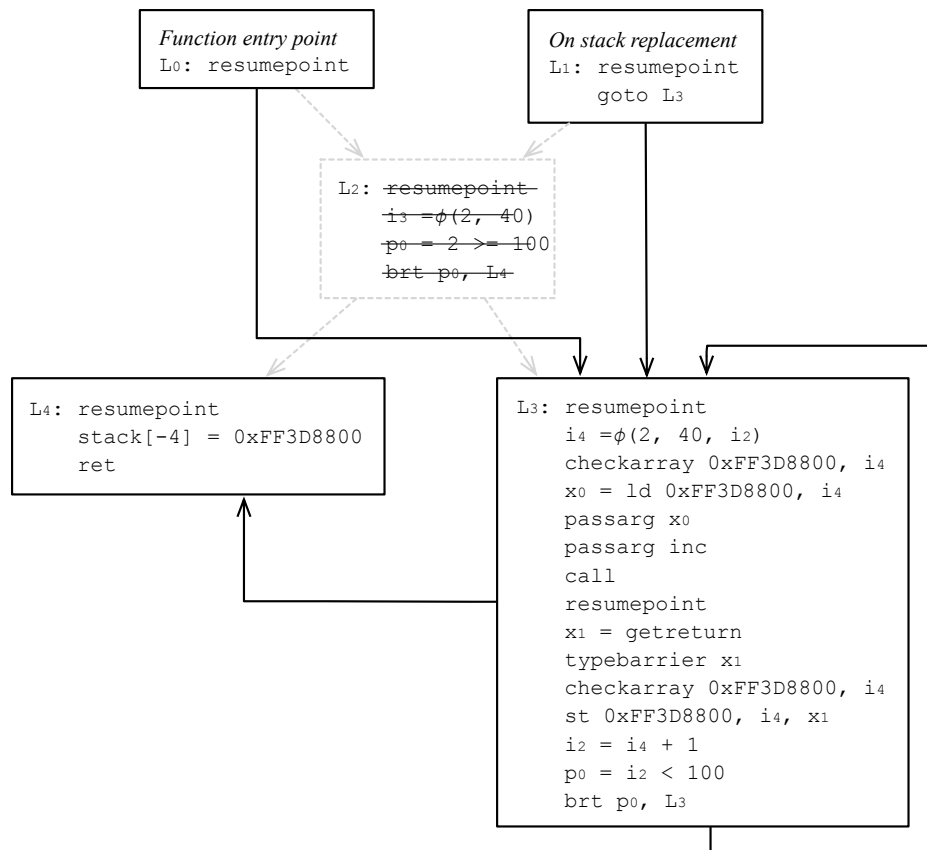 Function entry point
L0: resumepoint
On stack replacement
L1: resumepoint
goto L3
L2: resumepoint
i3 =ϕ(2, 40)
p0 = 2 >= 100
brt p0, L4
L4: resumepoint
stack[-4] = 0xFF3D8800
ret
L3: resumepoint
i4 =ϕ(2, 40, i2)
checkarray 0xFF3D8800, i4
x0 = ld 0xFF3D8800, i4
passarg x0
passarg inc
call
resumepoint
x1 = getreturn
typebarrier x1
checkarray 0xFF3D8800, i4
st 0xFF3D8800, i4, x1
i2 = i4 + 1
p0 = i2 < 100
brt p0, L3